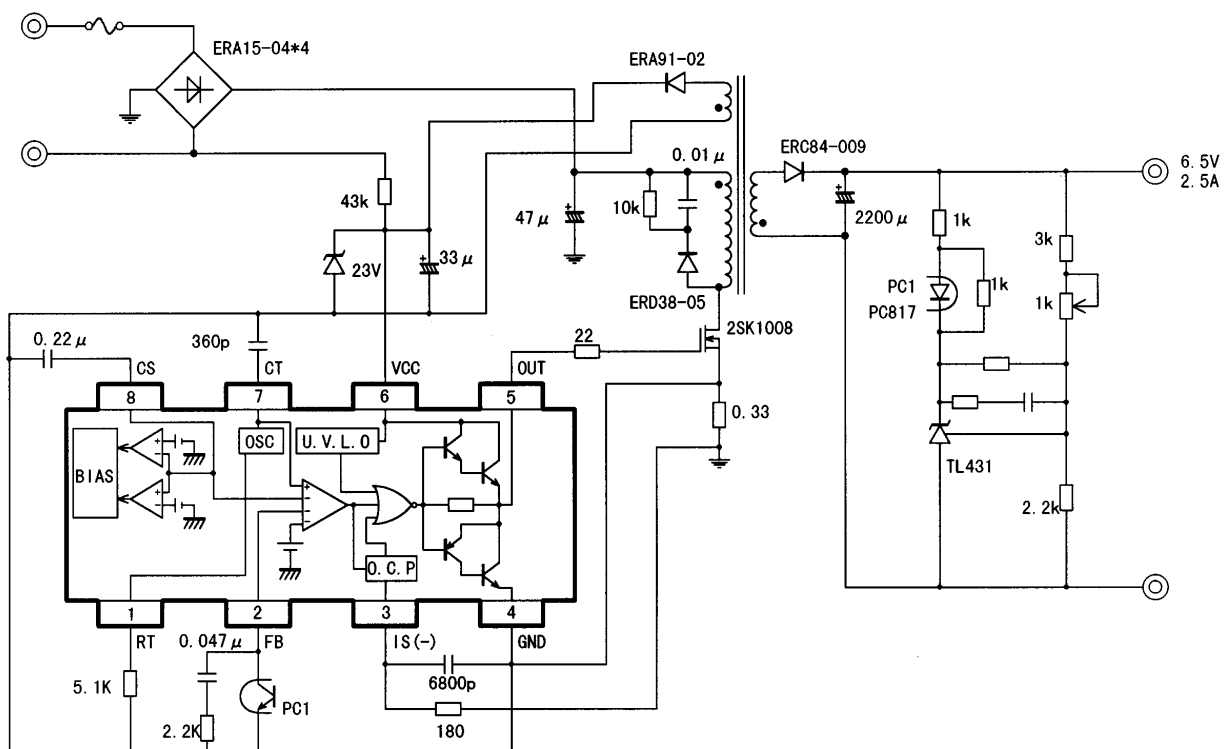 ERA15-04*4
ERA91-02
ERC84-009
6.5V
2.5A
0.01μ
43k
47μ
10k
2200μ
1k
3k
23V
33μ
PC1
PC817
1k
1k
ERD38-05
2SK1008
0.22μ
360p
22
CS
CT
VCC
OUT
8
7
6
5
0.33
OSC
U.V.L.O
TL431
BIAS
+
-
2.2k
O.C.P
1
2
3
4
RT
0.047μ
FB
IS(-)
GND
5.1K
6800p
PC1
2.2K
180